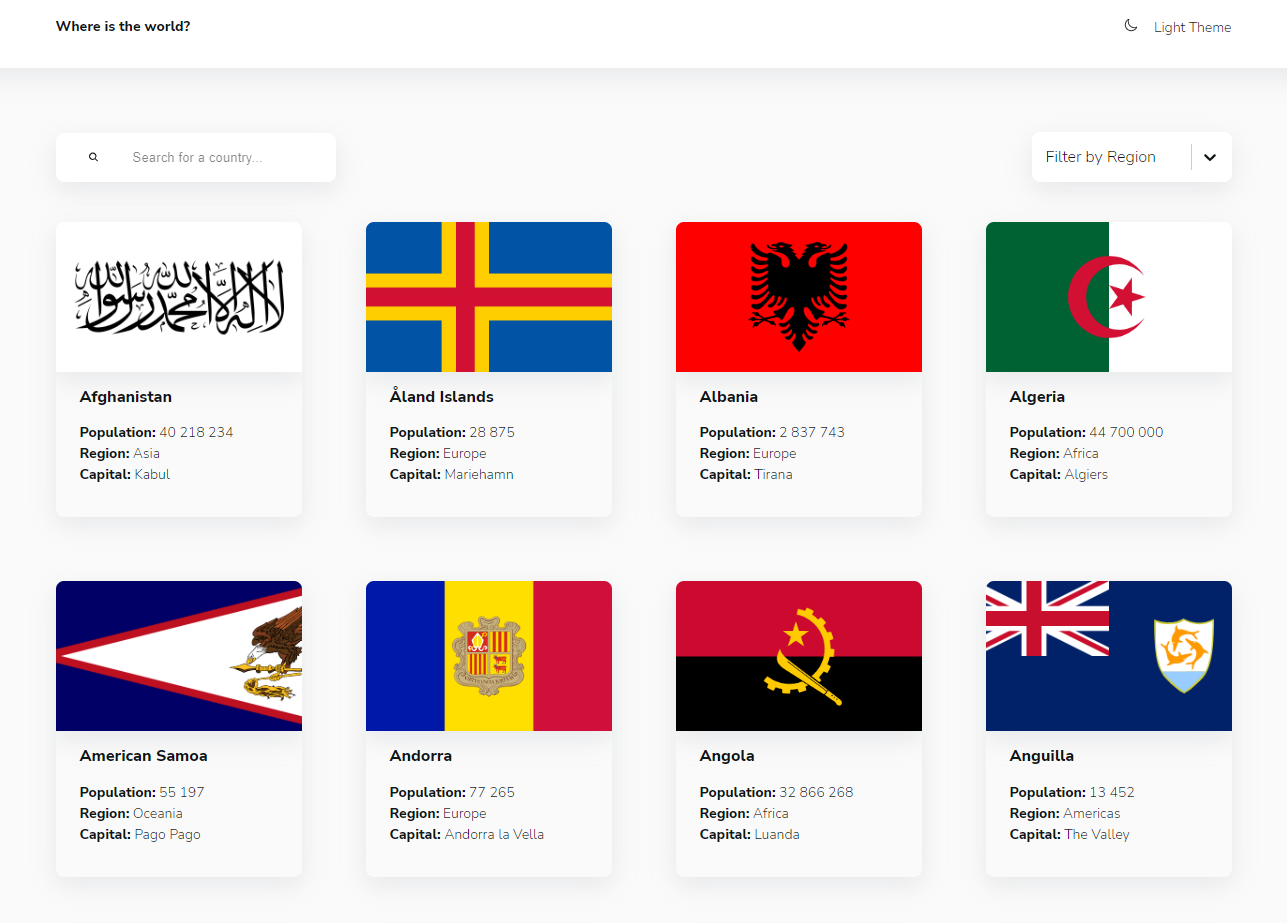 Where is the world?
Light Theme
Search for a country...
Filter by Region
لا إله إلا الله محمد رسول الله
Afghanistan
Population: 40 218 234
Region: Asia
Capital: Kabul
Åland Islands
Population: 28 875
Region: Europe
Capital: Mariehamn
Albania
Population: 2 837 743
Region: Europe
Capital: Tirana
Algeria
Population: 44 700 000
Region: Africa
Capital: Algiers
American Samoa
Population: 55 197
Region: Oceania
Capital: Pago Pago
Andorra
Population: 77 265
Region: Europe
Capital: Andorra la Vella
Angola
Population: 32 866 268
Region: Africa
Capital: Luanda
Anguilla
Population: 13 452
Region: Americas
Capital: The Valley